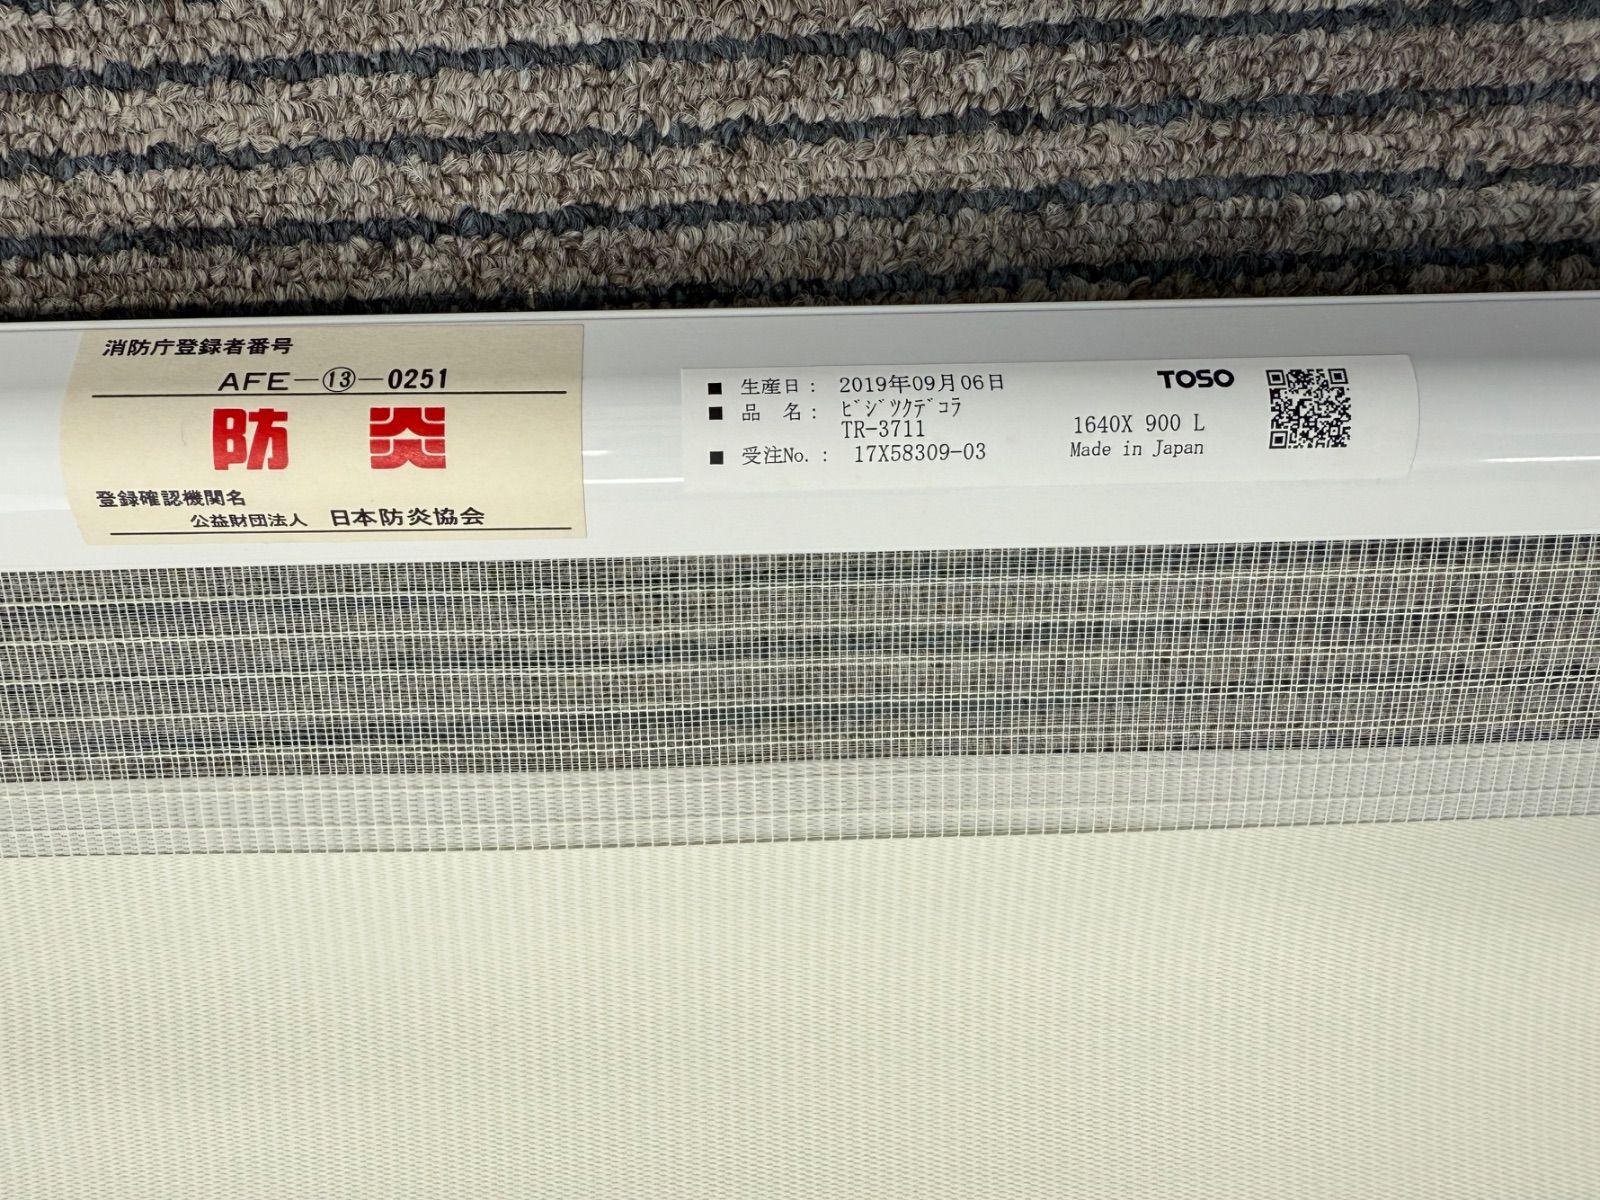 消防庁登録者番号
AFE－⑬－0251
防炎
登録確認機関名
公益財団法人 日本防炎協会
TOSO
■ 生産日： 2019年09月06日
■ 品 名： ﾋﾞｼﾞﾂｸﾃﾞｺﾗ
TR-3711
1640X 900 L
■ 受注No.： 17X58309-03
Made in Japan